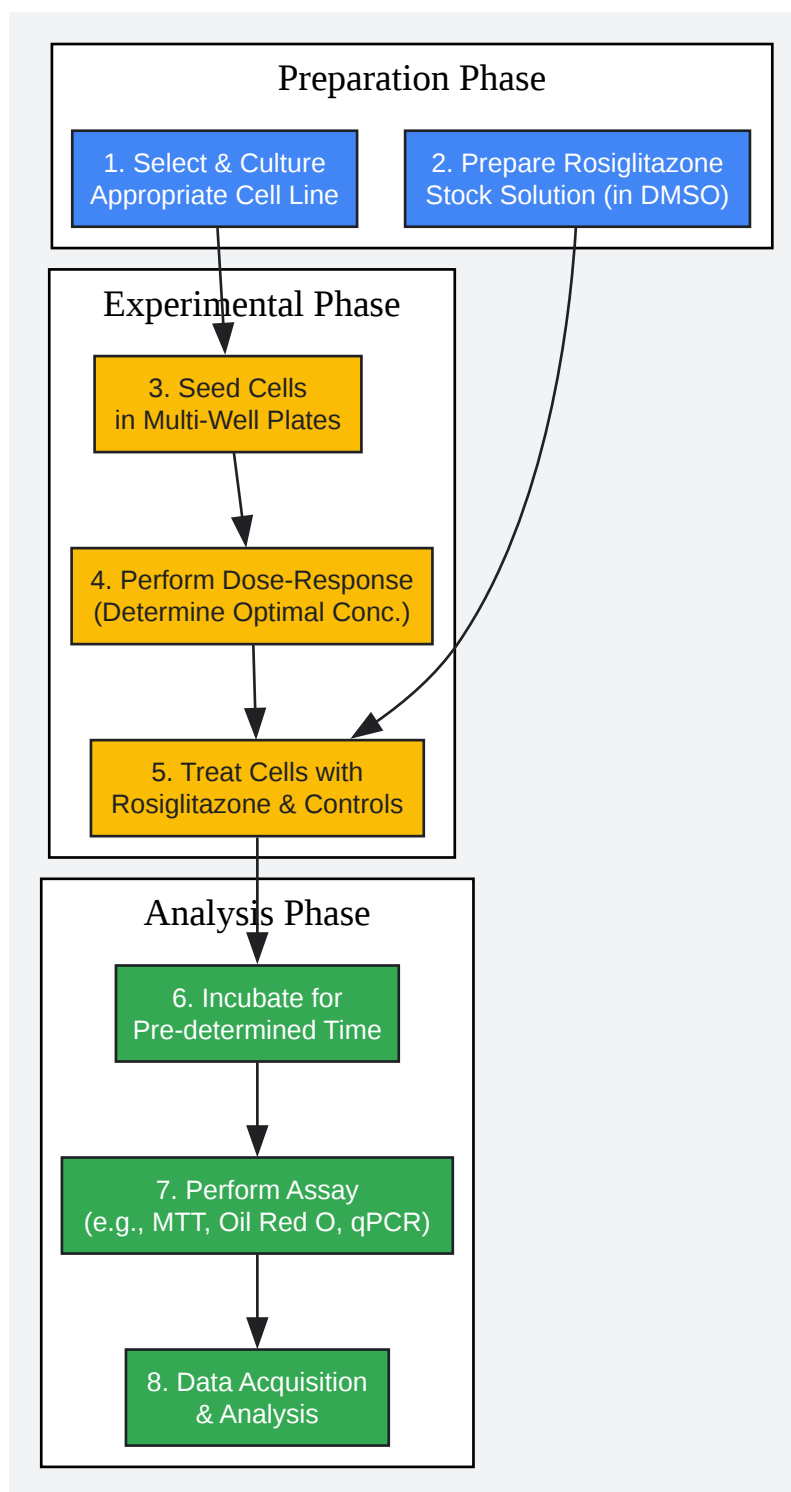 Preparation Phase
1. Select & Culture
Appropriate Cell Line
2. Prepare Rosiglitazone
Stock Solution (in DMSO)
Experimental Phase
3. Seed Cells
in Multi-Well Plates
4. Perform Dose-Response
(Determine Optimal Conc.)
5. Treat Cells with
Rosiglitazone & Controls
Analysis Phase
6. Incubate for
Pre-determined Time
7. Perform Assay
(e.g., MTT, Oil Red O, qPCR)
8. Data Acquisition
& Analysis